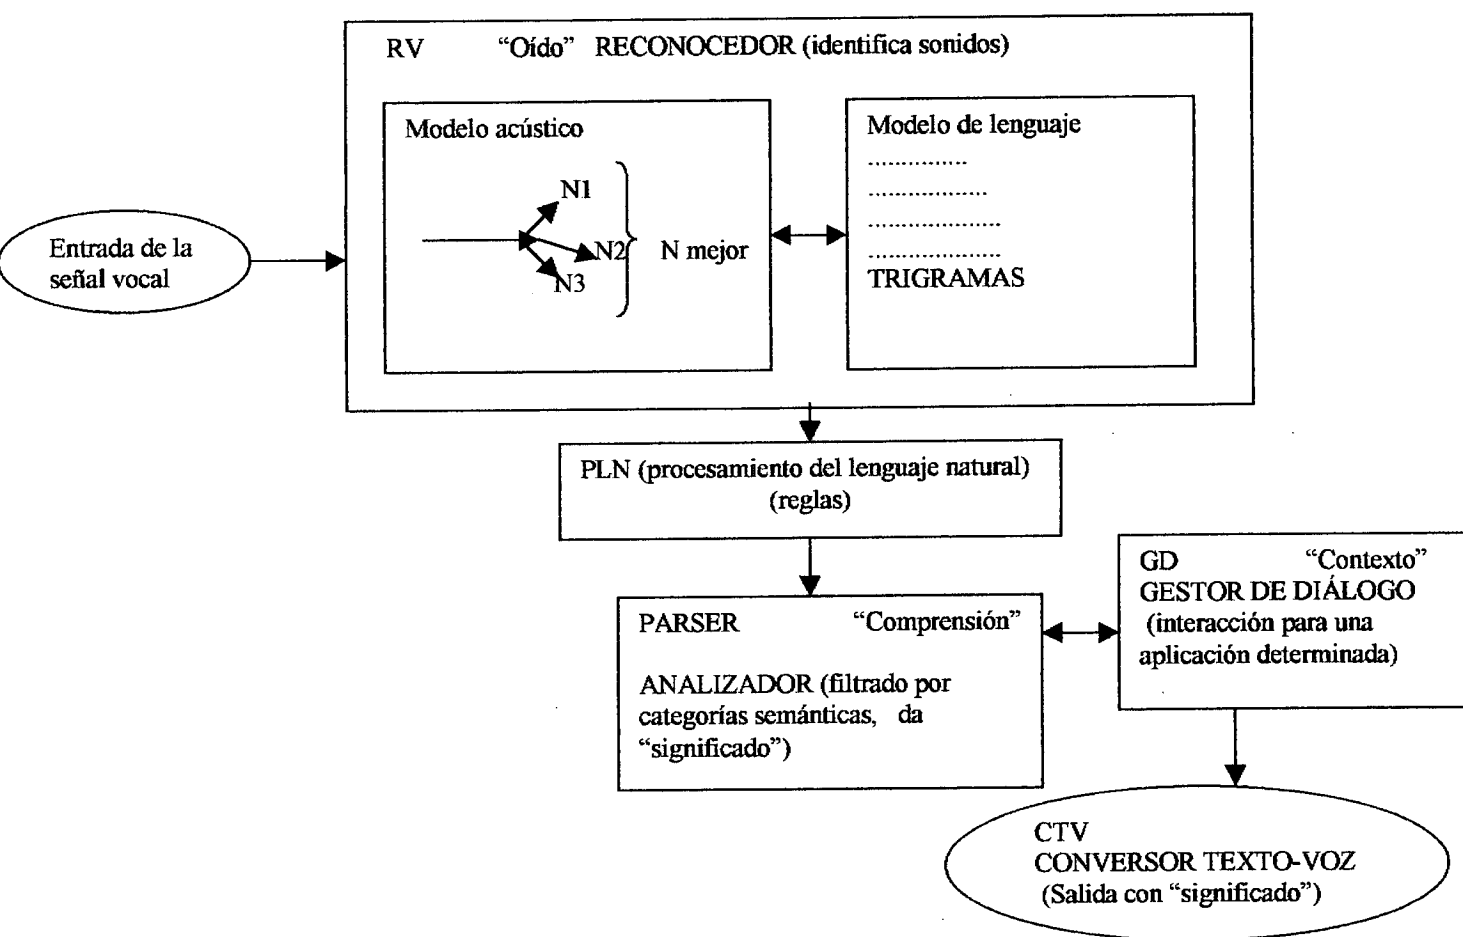 RV “Oído” RECONOCEDOR (identifica sonidos)
Modelo acústico
N1
N2
N3
N mejor
Modelo de lenguaje
...............
..................
....................
....................
TRIGRAMAS
Entrada de la
señal vocal
PLN (procesamiento del lenguaje natural)
(reglas)
PARSER “Comprensión”
ANALIZADOR (filtrado por
categorías semánticas, da
“significado”)
GD “Contexto”
GESTOR DE DIÁLOGO
(interacción para una
aplicación determinada)
CTV
CONVERSOR TEXTO-VOZ
(Salida con “significado”)